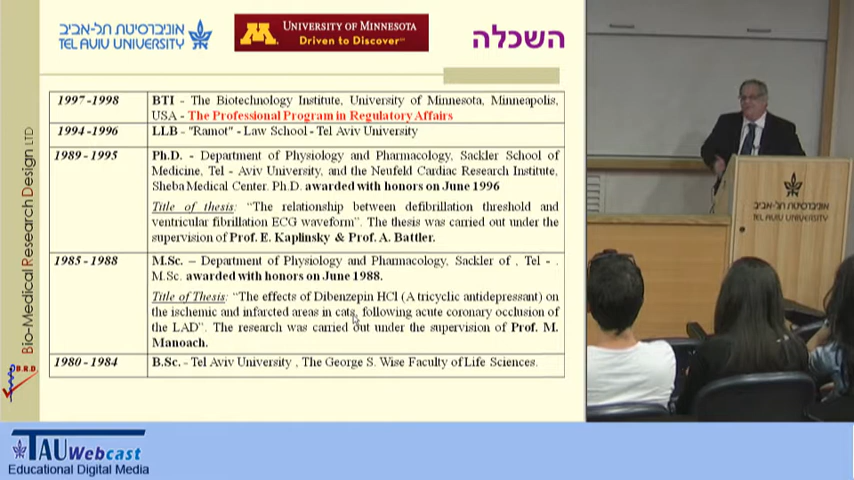 אוניברסיטת תל-אביב
TEL AVIV UNIVERSITY
UNIVERSITY OF MINNESOTA
Driven to Discover
השכלה
1997-1998
BTI - The Biotechnology Institute, University of Minnesota, Minneapolis,
USA - The Professional Program in Regulatory Affairs
1994-1996
LLB - "Ramot" - Law School - Tel Aviv University
1989-1995
Ph.D. - Department of Physiology and Pharmacology, Sackler School of
Medicine, Tel - Aviv University, and the Neufeld Cardiac Research Institute,
Sheba Medical Center. Ph.D. awarded with honors on June 1996
Title of thesis: "The relationship between defibrillation threshold and
ventricular fibrillation ECG waveform". The thesis was carried out under the
supervision of Prof. E. Kaplinsky & Prof. A. Battler.
1985-1988
M.Sc. – Department of Physiology and Pharmacology, Sackler of , Tel - .
M.Sc. awarded with honors on June 1988.
Title of Thesis: "The effects of Dibenzepin HCl (A tricyclic antidepressant) on
the ischemic and infarcted areas in cats, following acute coronary occlusion of
the LAD". The research was carried out under the supervision of Prof. M.
Manoach.
1980-1984
B.Sc. - Tel Aviv University , The George S. Wise Faculty of Life Sciences.
Bio-Medical Research Design LTD
B.R.D.
אוניברסיטת תל-אביב
TEL AVIV UNIVERSITY
TAU Webcast
Educational Digital Media